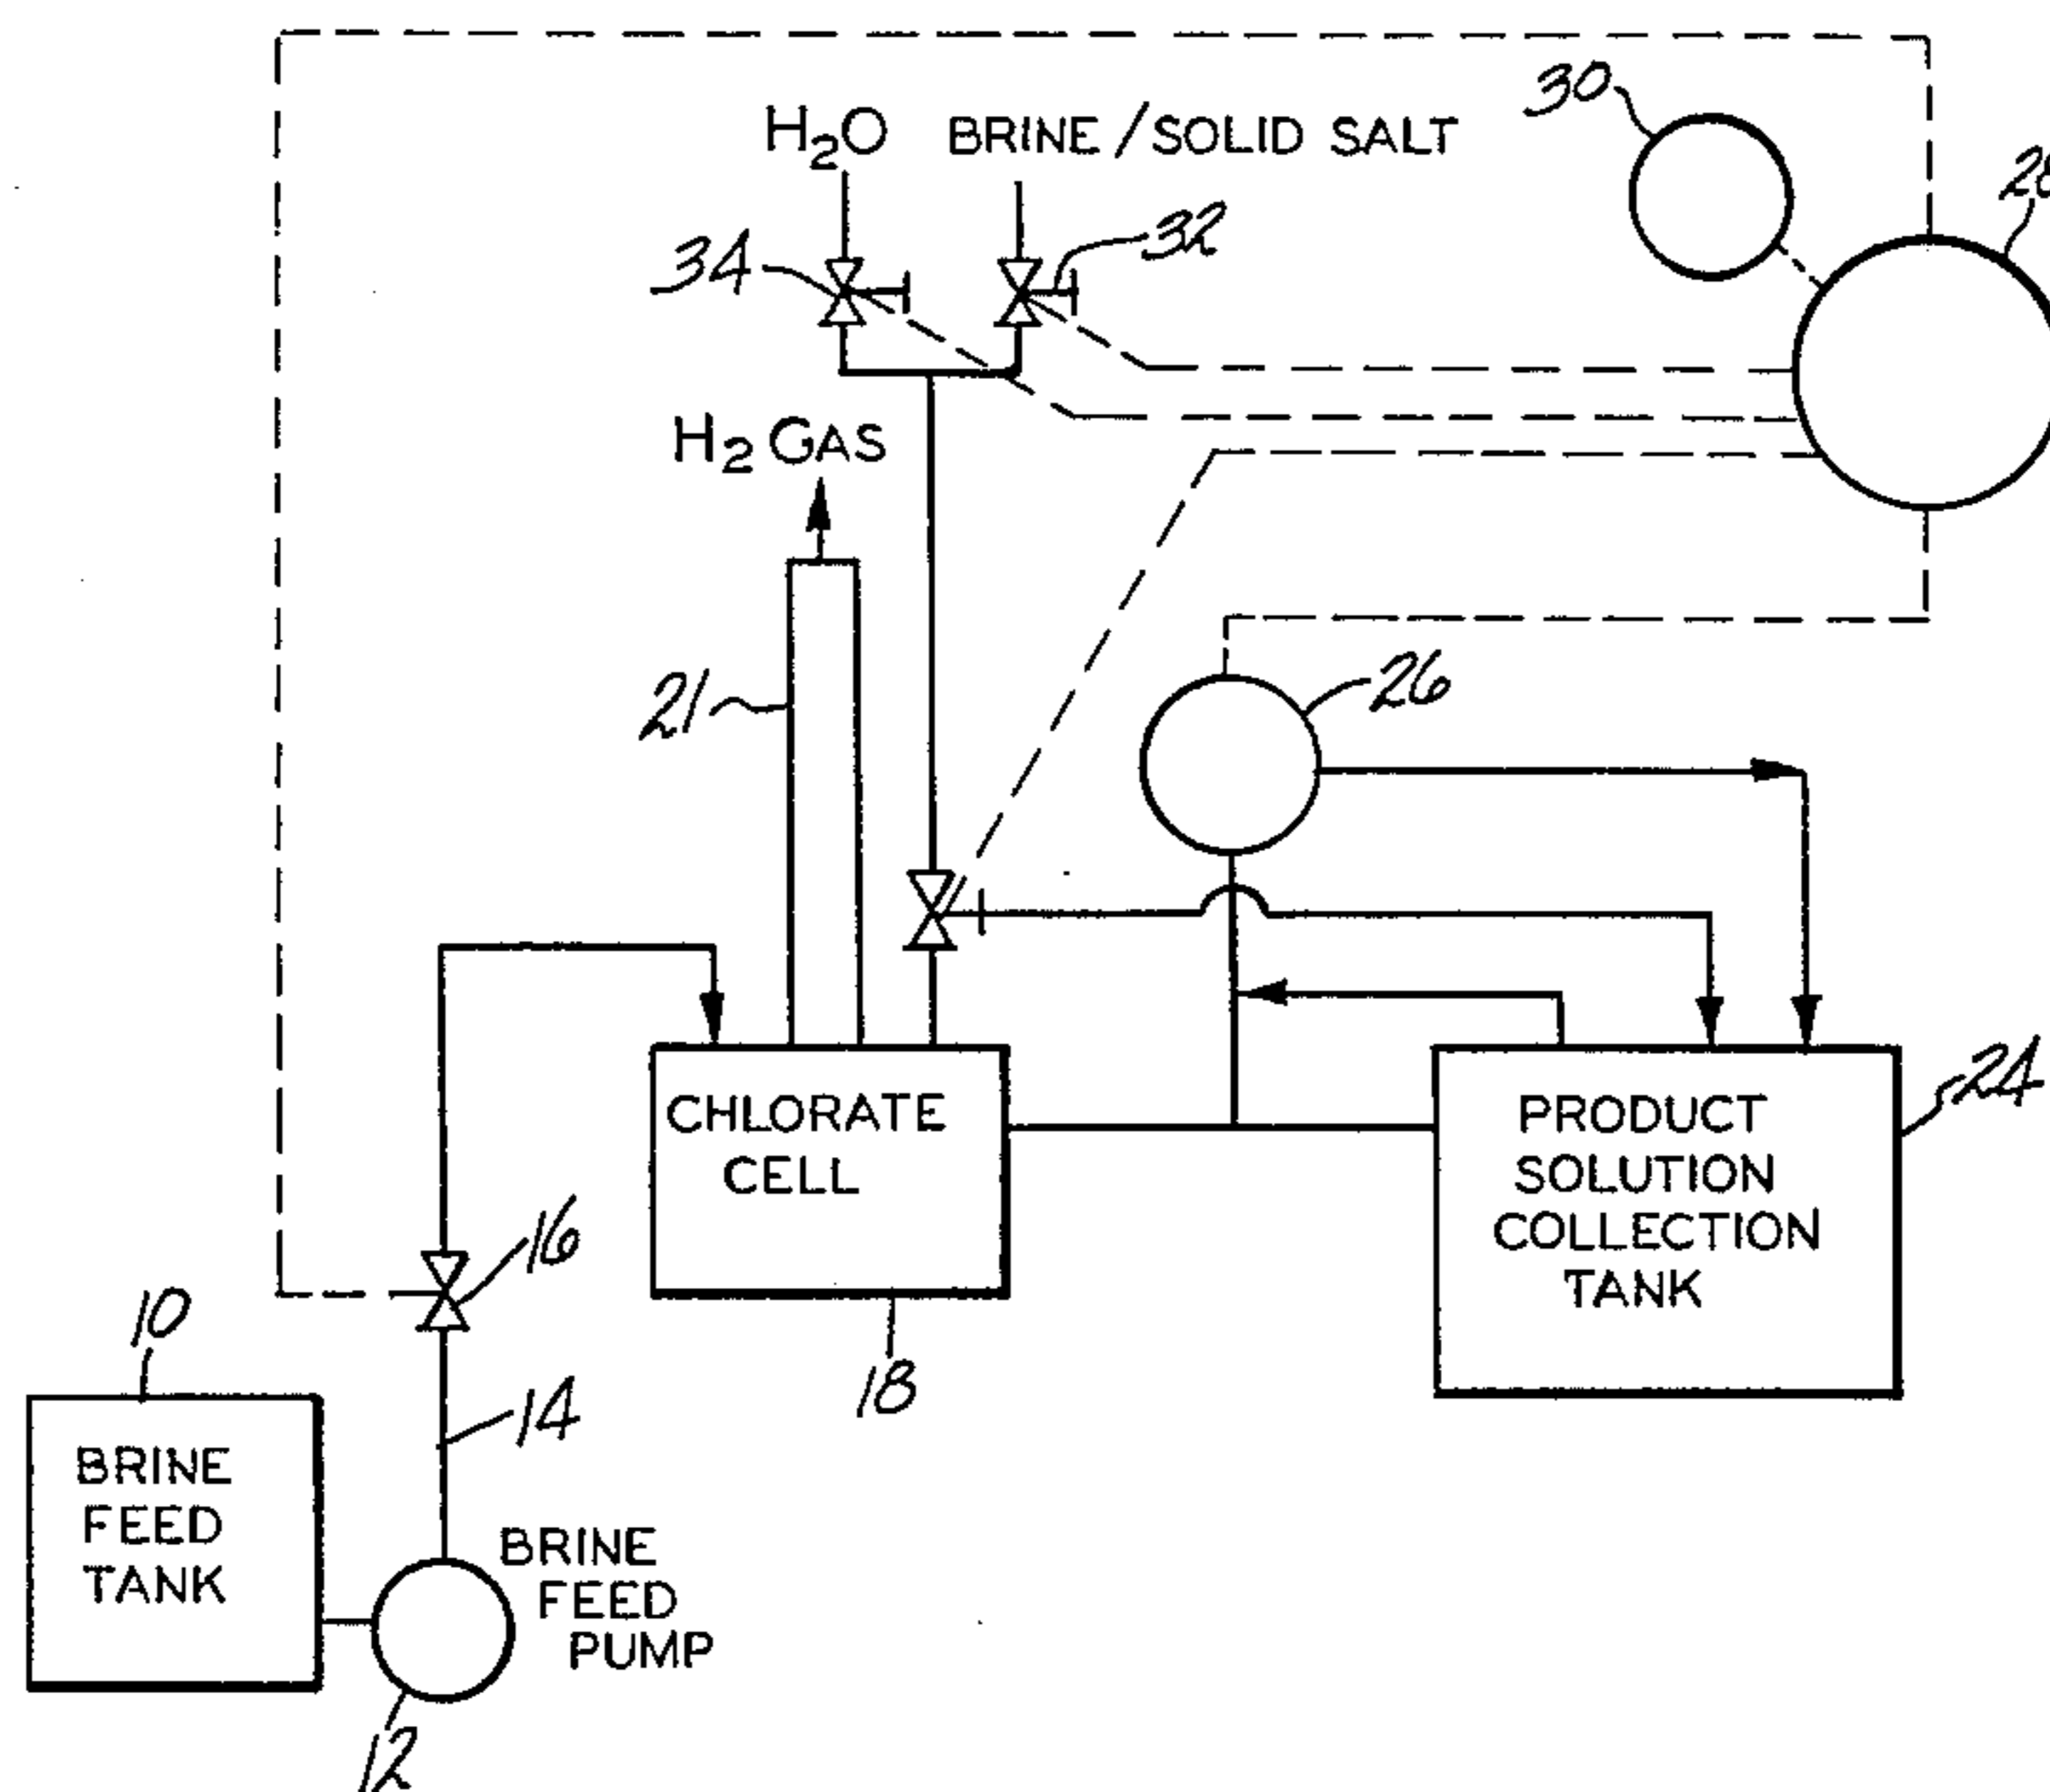 30
H2O BRINE/SOLID SALT
28
34
32
H2 GAS
21
26
CHLORATE
CELL
PRODUCT
SOLUTION
COLLECTION
TANK
24
16
10
18
14
BRINE
FEED
TANK
BRINE
FEED
PUMP
12